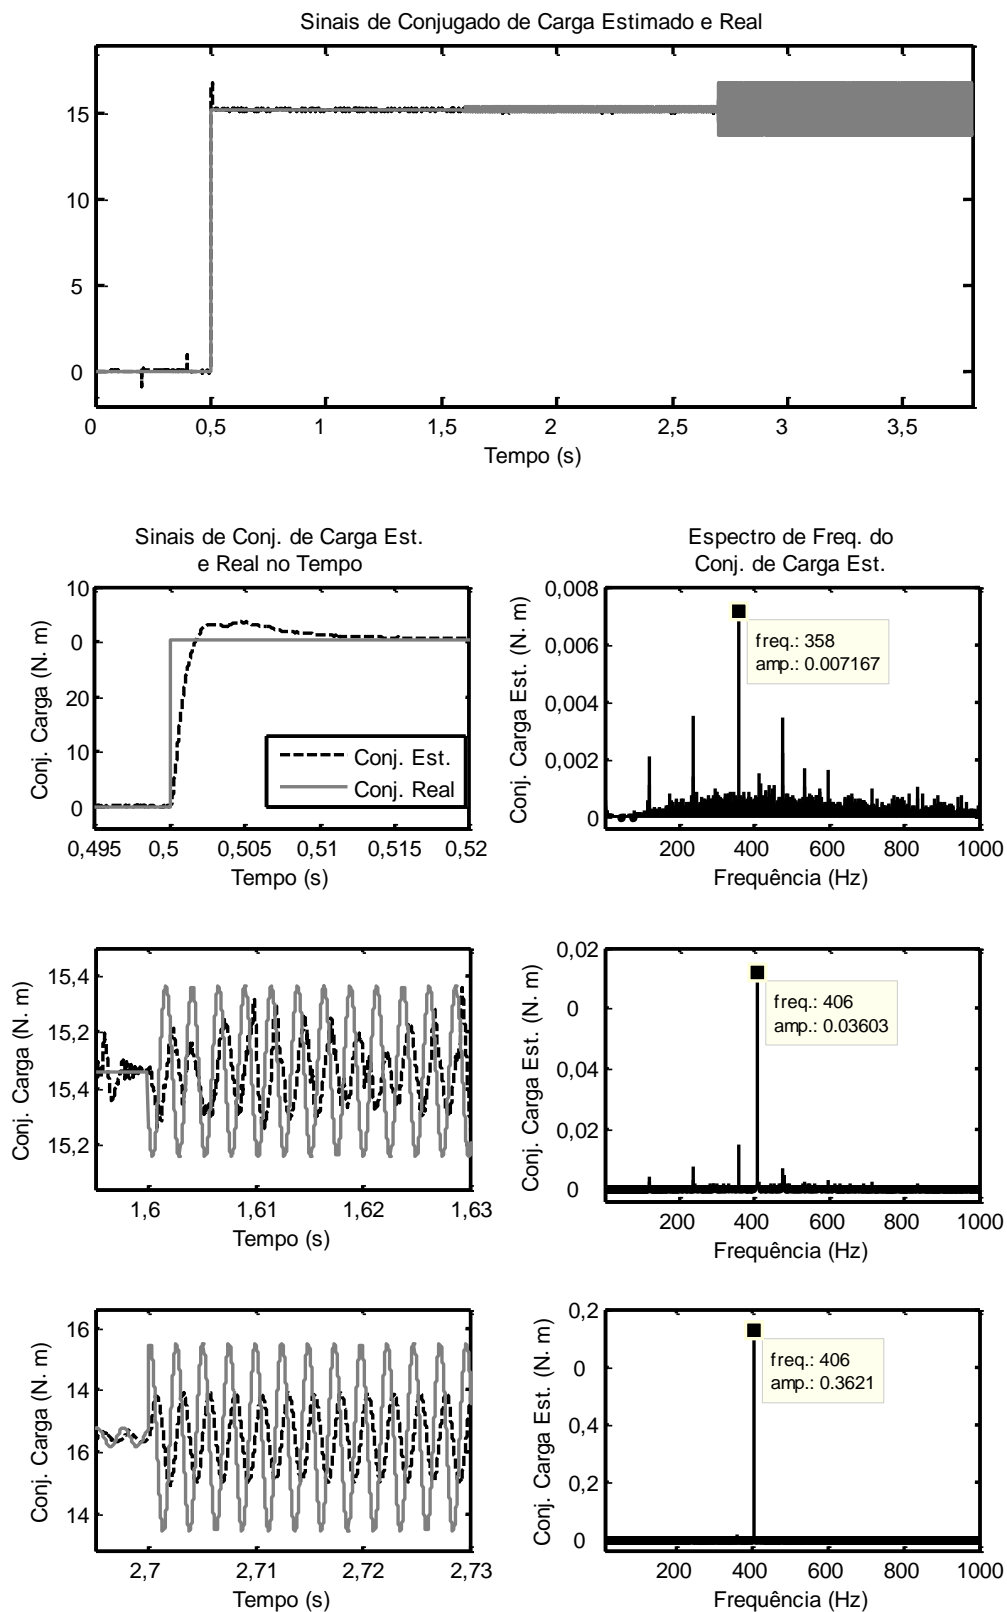 Sinais de Conjugado de Carga Estimado e Real
15
10
5
0
0 0,5 1 1,5 2 2,5 3 3,5
Tempo (s)
Sinais de Conj. de Carga Est.
e Real no Tempo
Conj. Carga (N. m)
10
0
20
10
0
Conj. Est.
Conj. Real
0,495 0,5 0,505 0,51 0,515 0,52
Tempo (s)
Espectro de Freq. do
Conj. de Carga Est.
Conj. Carga Est. (N. m)
0,008
0,006
0,004
0,002
0
freq.: 358
amp.: 0.007167
200 400 600 800 1000
Frequência (Hz)
Conj. Carga (N. m)
15,4
15,2
15,4
15,2
1,6 1,61 1,62 1,63
Tempo (s)
Conj. Carga Est. (N. m)
0,02
0
0,04
0,02
0
freq.: 406
amp.: 0.03603
200 400 600 800 1000
Frequência (Hz)
Conj. Carga (N. m)
16
14
16
14
2,7 2,71 2,72 2,73
Tempo (s)
Conj. Carga Est. (N. m)
0,2
0
0,4
0,2
0
freq.: 406
amp.: 0.3621
200 400 600 800 1000
Frequência (Hz)